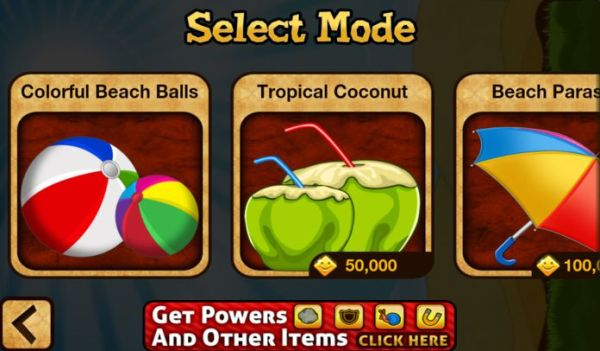 Select Mode
Colorful Beach Balls
Tropical Coconut
Beach Paras
50,000
100,
Get Powers
And Other Items
CLICK HERE